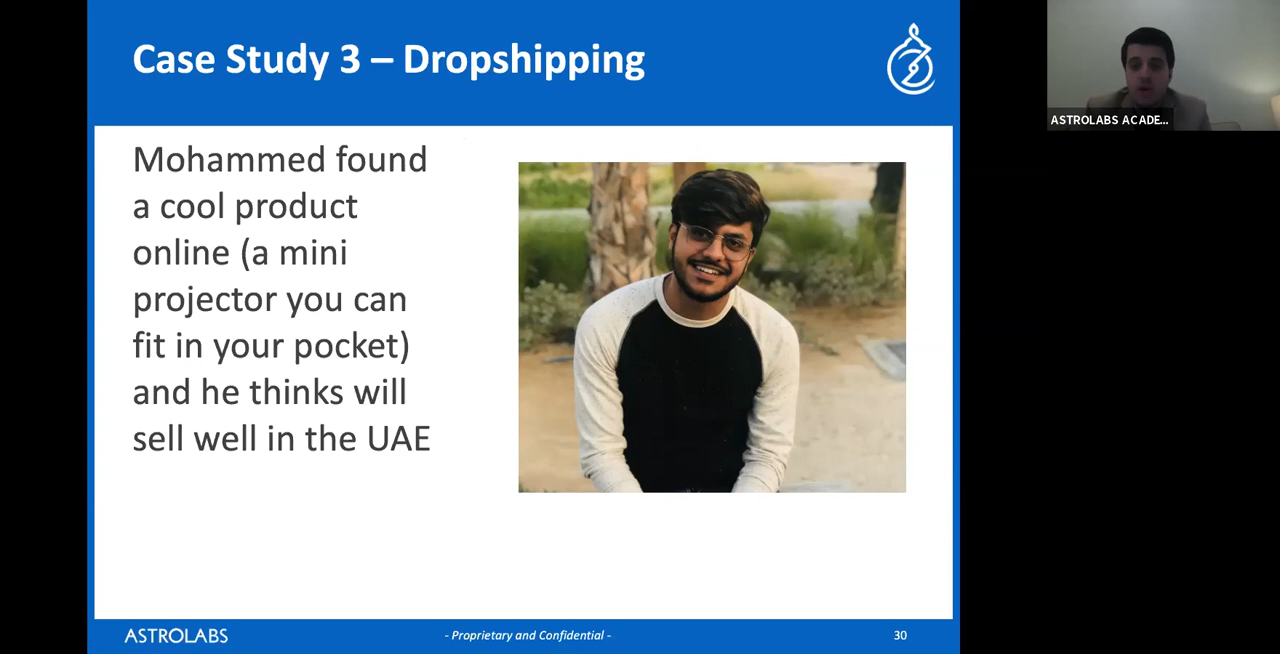 Case Study 3 – Dropshipping
ASTROLABS ACADE...
Mohammed found
a cool product
online (a mini
projector you can
fit in your pocket)
and he thinks will
sell well in the UAE
ASTROLABS
- Proprietary and Confidential -
30